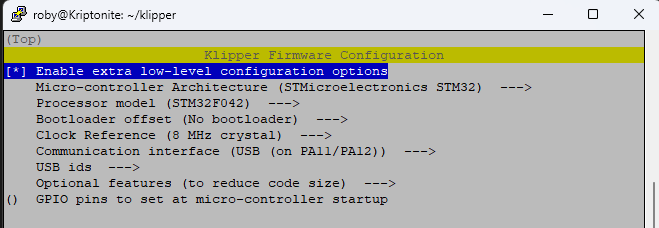 roby@Kriptonite: ~/klipper
(Top)
Klipper Firmware Configuration
[*] Enable extra low-level configuration options
Micro-controller Architecture (STMicroelectronics STM32)  --->
Processor model (STM32F042)  --->
Bootloader offset (No bootloader)  --->
Clock Reference (8 MHz crystal)  --->
Communication interface (USB (on PA11/PA12))  --->
USB ids  --->
Optional features (to reduce code size)  --->
()  GPIO pins to set at micro-controller startup